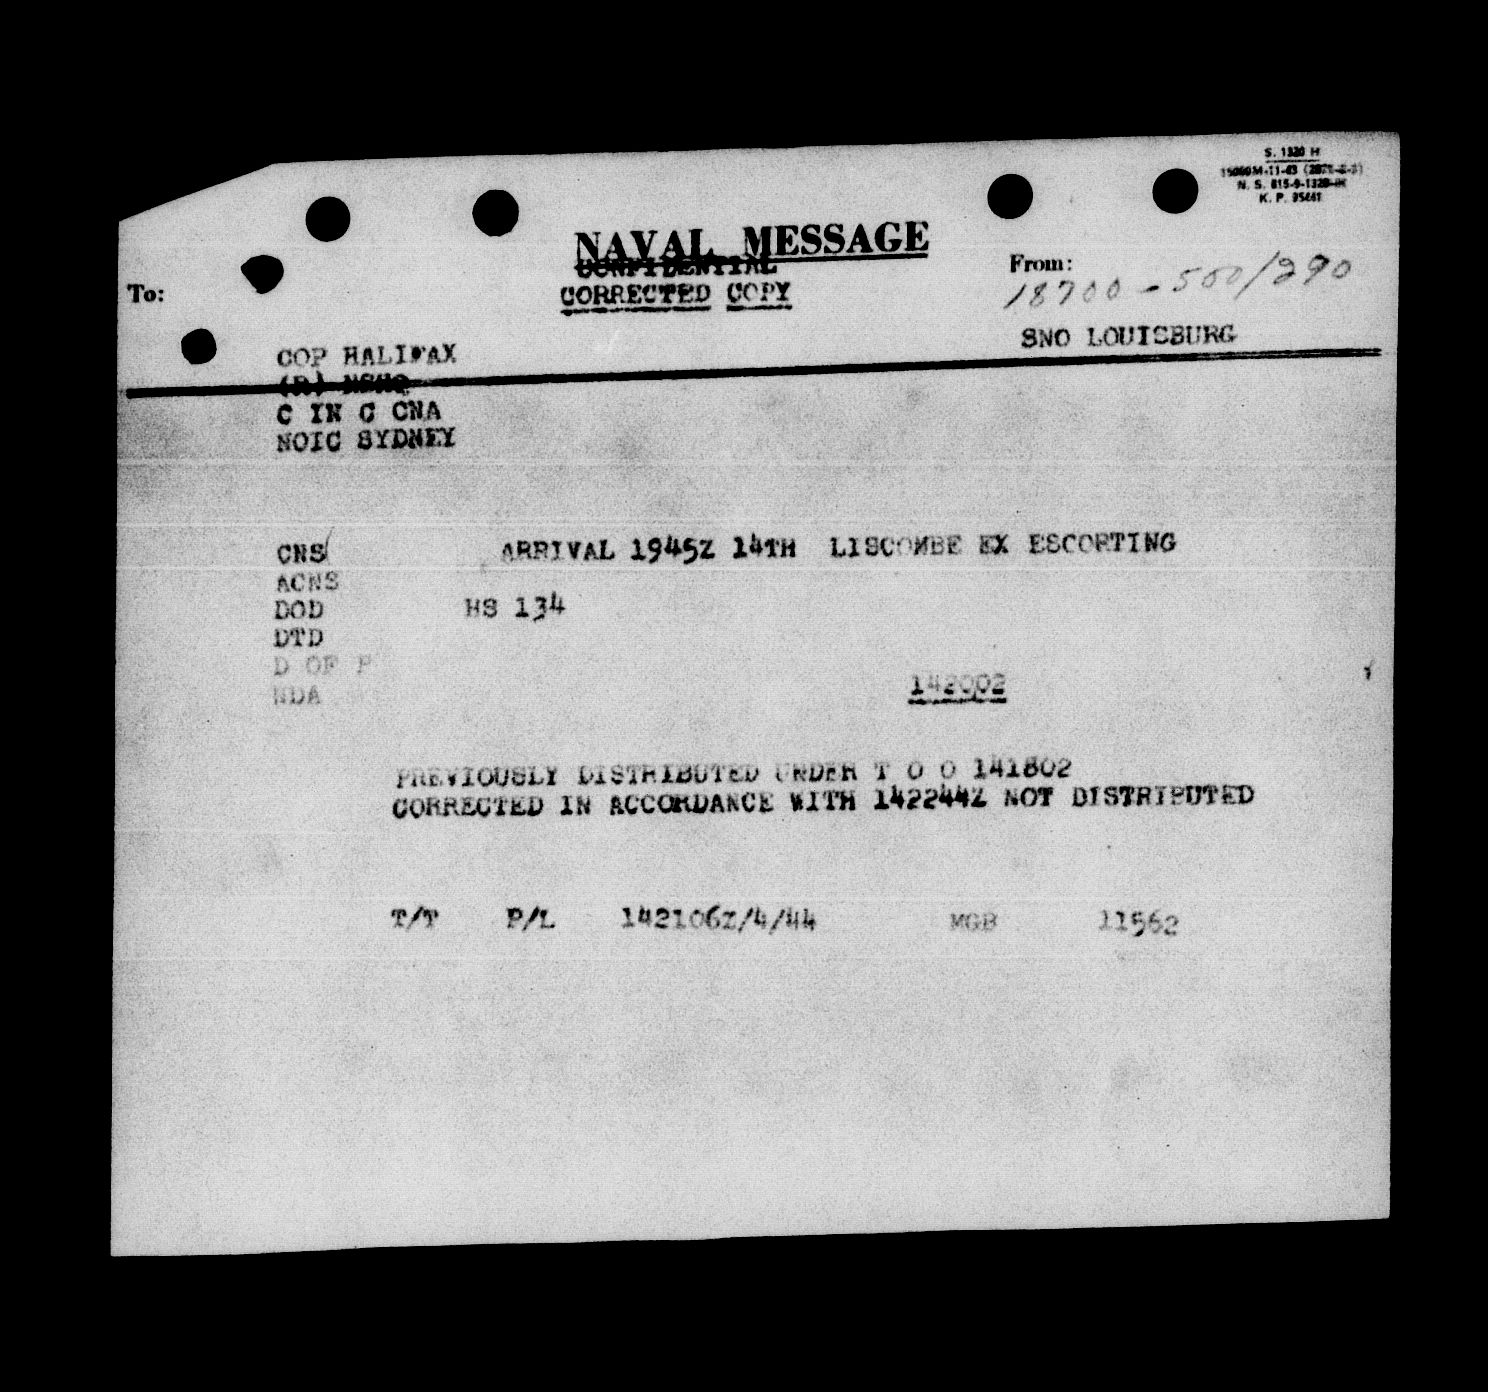 S. 1320 H
N. S. 815-9-1320-H
K. P. 95441
NAVAL MESSAGE
CONFIDENTIAL
To:
From:
18700-500/290
CORRECTED COPY
SNO LOUISBURG
COP HALIFAX
(R) NSHQ
C IN C CNA
NOIC SYDNEY
CNS ARRIVAL 1945Z 14TH LISCOMBE EX ESCORTING
ACNS
DOD HS 134
DTD
D OF P
NDA 142002
PREVIOUSLY DISTRIBUTED UNDER T O O 141802
CORRECTED IN ACCORDANCE WITH 142244Z NOT DISTRIBUTED
T/T P/L 142106Z/4/44 MGB 11562